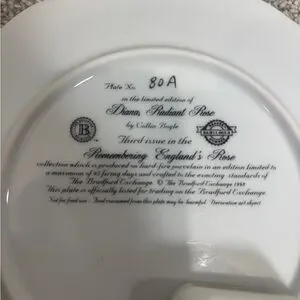 Plate No. 80A
in the limited edition of
Diana, Radiant Rose
by Collin Bogle
B
BRADEX
Third issue in the
Remembering England's Rose
collection which is produced on hard-fire porcelain in an edition limited to
a maximum of 95 firing days and crafted to the exacting standards of
The Bradford Exchange © The Bradford Exchange 1998
This plate is officially listed for trading on the Bradford Exchange
Not for food use. Food consumed from this plate may be harmful. Decorative art object